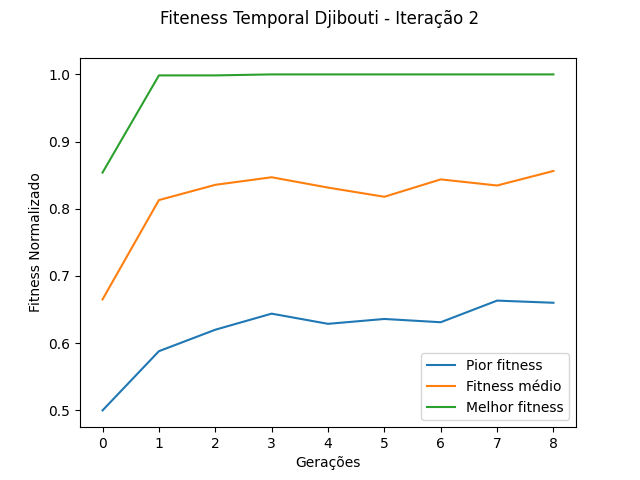 Fiteness Temporal Djibouti - Iteração 2
1.0
0.9
0.8
0.7
0.6
0.5
Fitness Normalizado
0 1 2 3 4 5 6 7 8
Gerações
Pior fitness
Fitness médio
Melhor fitness